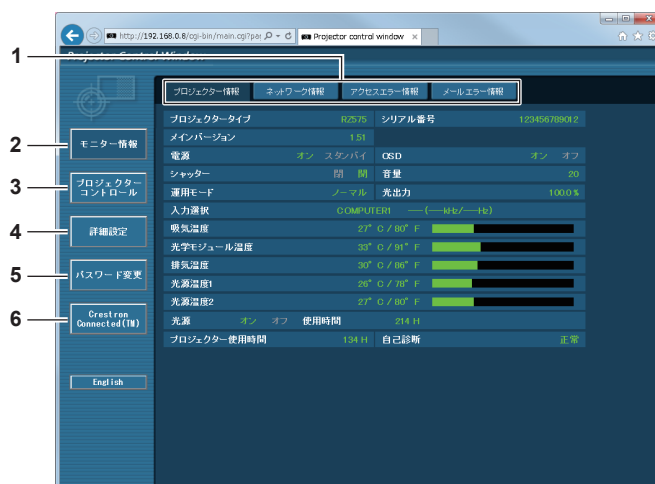 http://192.168.0.8/cgi-bin/main.cgi?pa
Projector control window ×
Projector Control Window
1
プロジェクター情報 ネットワーク情報 アクセスエラー情報 メールエラー情報
2 モニター情報
3 プロジェクター
コントロール
4 詳細設定
5 パスワード変更
6 Crestron
Connected(TM)
English
プロジェクタータイプ RZ575 シリアル番号 123456789012
メインバージョン 1.51
電源 オン スタンバイ OSD オン オフ
シャッター 閉 開 音量 20
運用モード ノーマル 光出力 100.0 %
入力選択 COMPUTER1 ---(---kHz/---Hz)
吸気温度 27° C / 80° F
光学モジュール温度 33° C / 91° F
排気温度 30° C / 86° F
光源温度1 26° C / 78° F
光源温度2 27° C / 80° F
光源 オン オフ 使用時間 214 H
プロジェクター使用時間 134 H 自己診断 正常